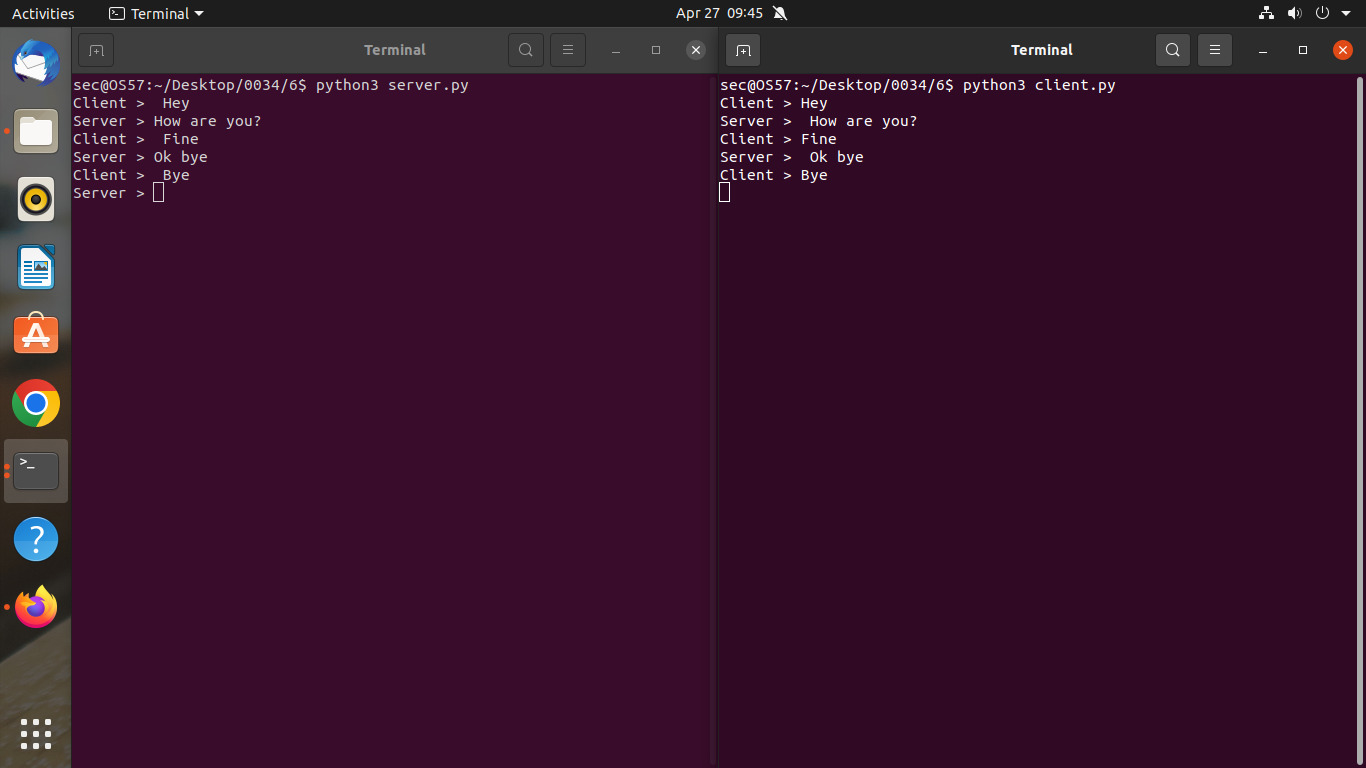 Activities Terminal Apr 27 09:45
Terminal
sec@OS57:~/Desktop/0034/6$ python3 server.py
Client >  Hey
Server > How are you?
Client >  Fine
Server > Ok bye
Client >  Bye
Server >
Terminal
sec@OS57:~/Desktop/0034/6$ python3 client.py
Client > Hey
Server >  How are you?
Client > Fine
Server >  Ok bye
Client > Bye